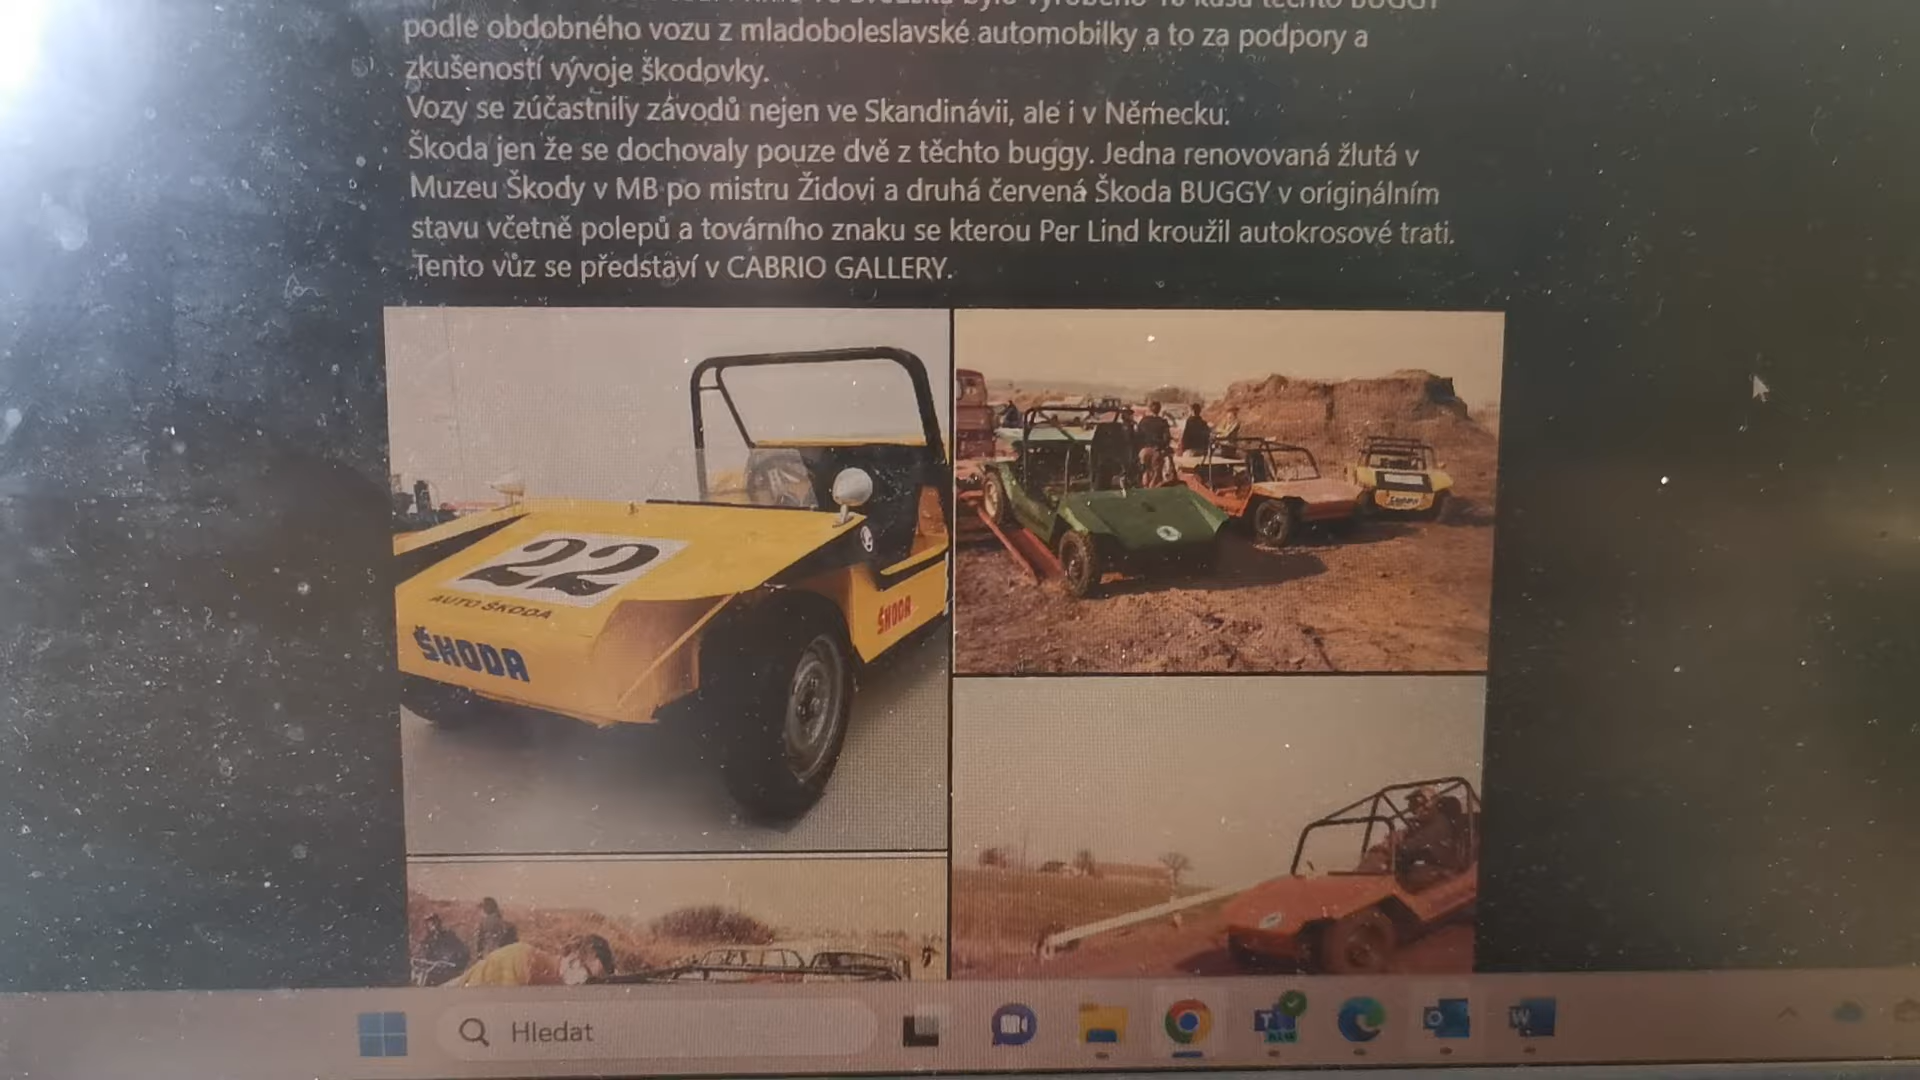 podle obdobného vozu z mladoboleslavské automobilky a to za podpory a
zkušeností vývoje škodovky.
Vozy se zúčastnily závodů nejen ve Skandinávii, ale i v Německu.
Škoda jen že se dochovaly pouze dvě z těchto buggy. Jedna renovovaná žlutá v
Muzeu Škody v MB po mistru Židovi a druhá červená Škoda BUGGY v originálním
stavu včetně polepů a továrního znaku se kterou Per Lind kroužil autokrosové trati.
Tento vůz se představí v CABRIO GALLERY.
22
AUTO ŠKODA
ŠKODA
ŠKODA
Hledat